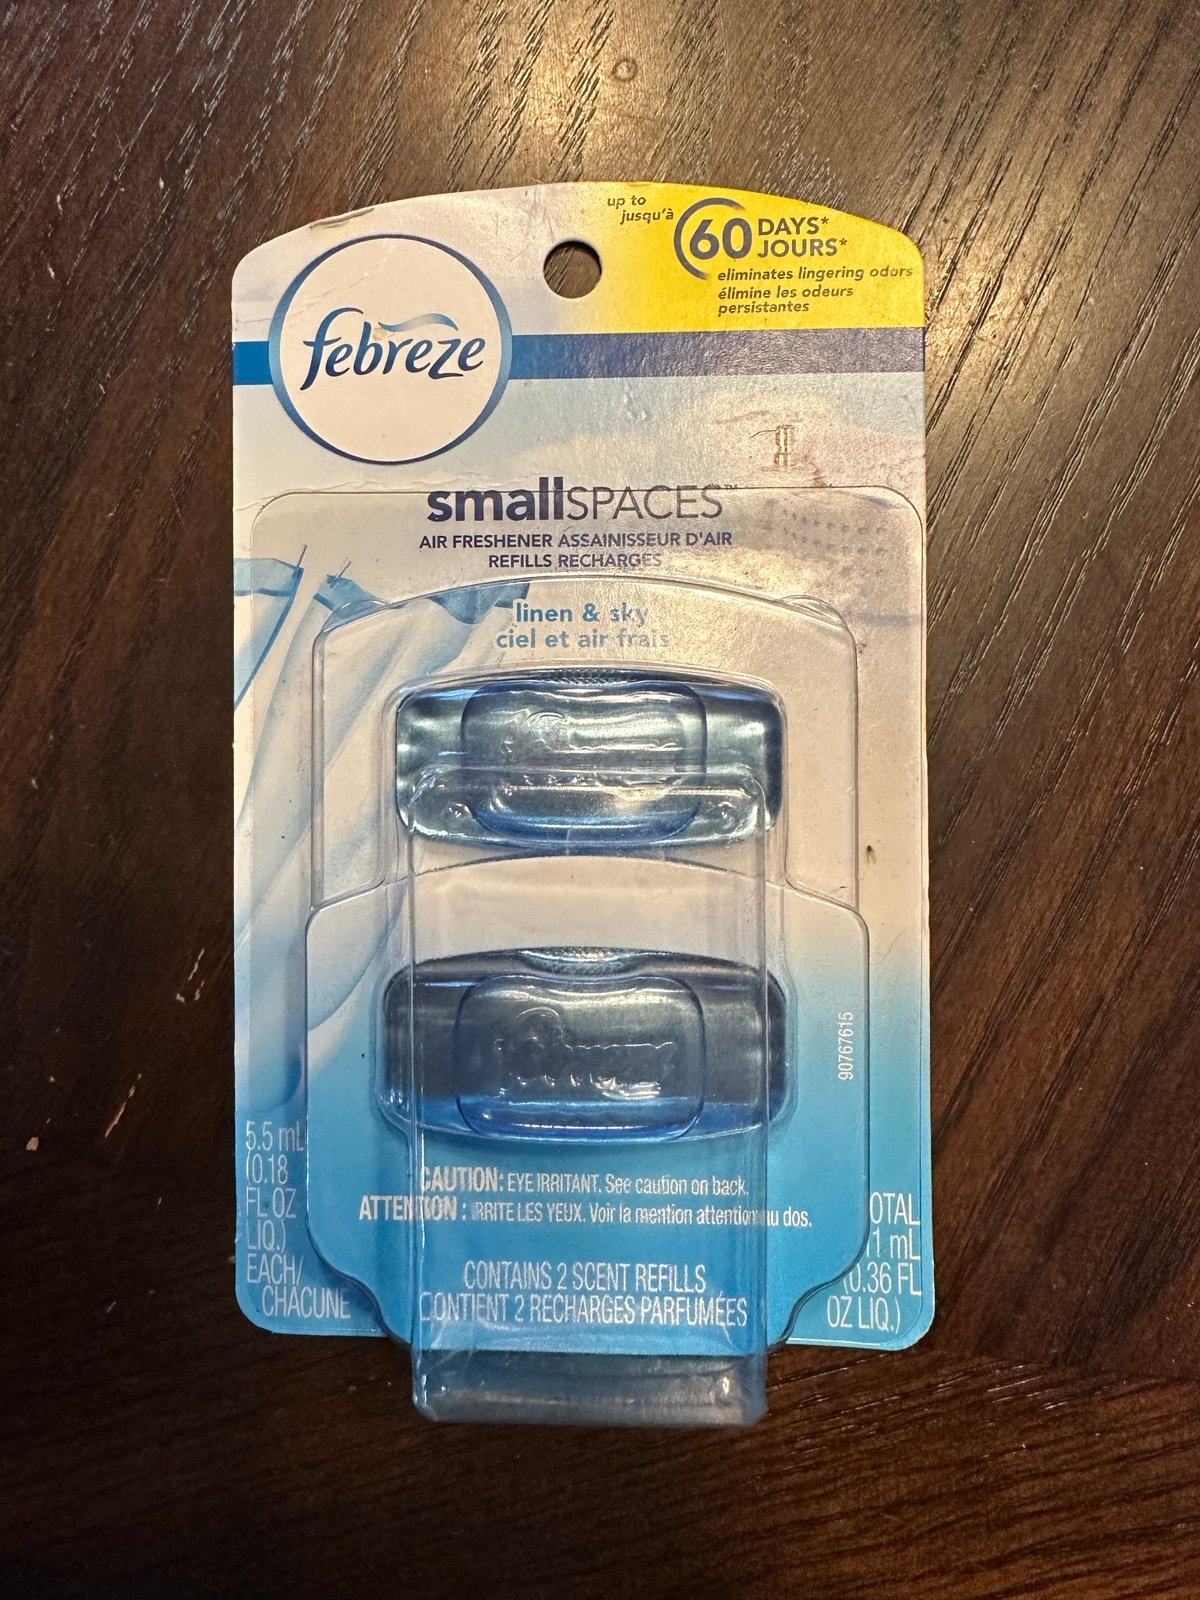 up to
jusqu'à
60 DAYS*
JOURS*
eliminates lingering odors
élimine les odeurs
persistantes
febreze
smallSPACES™
AIR FRESHENER ASSAINISSEUR D'AIR
REFILLS RECHARGES
linen & sky
ciel et air frais
90767615
CAUTION: EYE IRRITANT. See caution on back.
ATTENTION : IRRITE LES YEUX. Voir la mention attention au dos.
5.5 mL
(0.18
FL OZ
LIQ.)
EACH/
CHACUNE
CONTAINS 2 SCENT REFILLS
CONTIENT 2 RECHARGES PARFUMÉES
TOTAL
11 mL
(0.36 FL
OZ LIQ.)